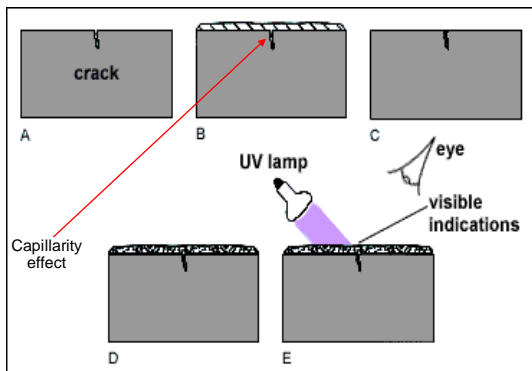 crack
A
B
C
UV lamp
eye
visible
indications
Capillarity
effect
D
E